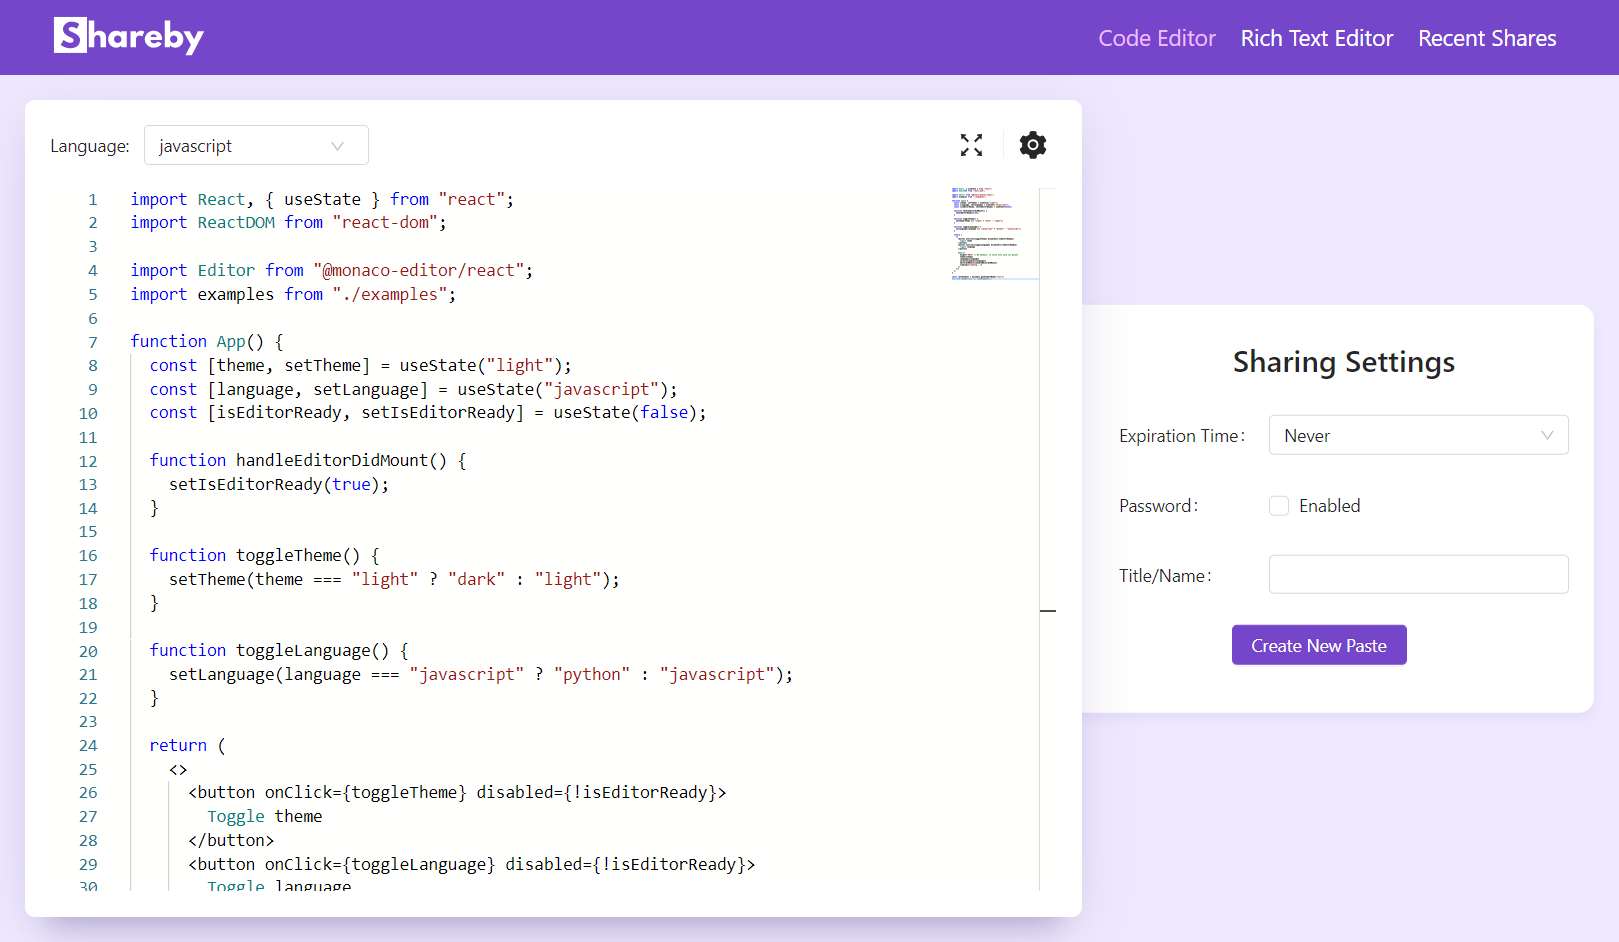 Shareby
Code Editor Rich Text Editor Recent Shares
Language: javascript
1 import React, { useState } from "react";
2 import ReactDOM from "react-dom";
3
4 import Editor from "@monaco-editor/react";
5 import examples from "./examples";
6
7 function App() {
8 const [theme, setTheme] = useState("light");
9 const [language, setLanguage] = useState("javascript");
10 const [isEditorReady, setIsEditorReady] = useState(false);
11
12 function handleEditorDidMount() {
13 setIsEditorReady(true);
14 }
15
16 function toggleTheme() {
17 setTheme(theme === "light" ? "dark" : "light");
18 }
19
20 function toggleLanguage() {
21 setLanguage(language === "javascript" ? "python" : "javascript");
22 }
23
24 return (
25 <>
26 <button onClick={toggleTheme} disabled={!isEditorReady}>
27 Toggle theme
28 </button>
29 <button onClick={toggleLanguage} disabled={!isEditorReady}>
30 Toggle language
Sharing Settings
Expiration Time: Never
Password: Enabled
Title/Name:
Create New Paste